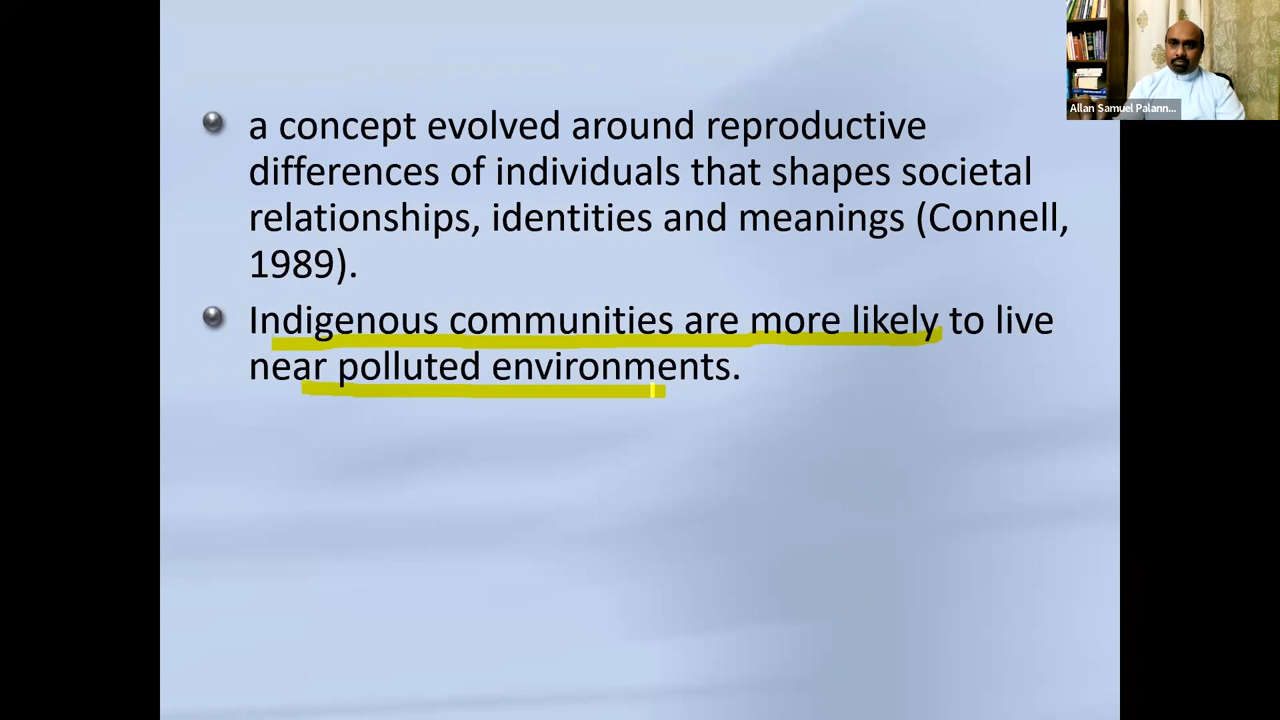 a concept evolved around reproductive
differences of individuals that shapes societal
relationships, identities and meanings (Connell,
1989).
Indigenous communities are more likely to live
near polluted environments.
Allan Samuel Palann...